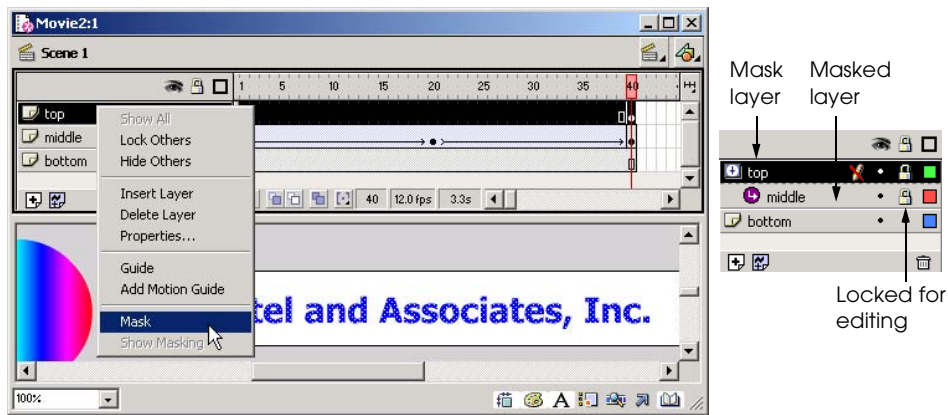 Movie2:1
Scene 1
1 5 10 15 20 25 30 35 40
top
middle
bottom
Show All
Lock Others
Hide Others
Insert Layer
Delete Layer
Properties...
Guide
Add Motion Guide
Mask
Show Masking
40 12.0 fps 3.3s
tel and Associates, Inc.
100%
A
Mask layer
Masked layer
top
middle
bottom
Locked for
editing